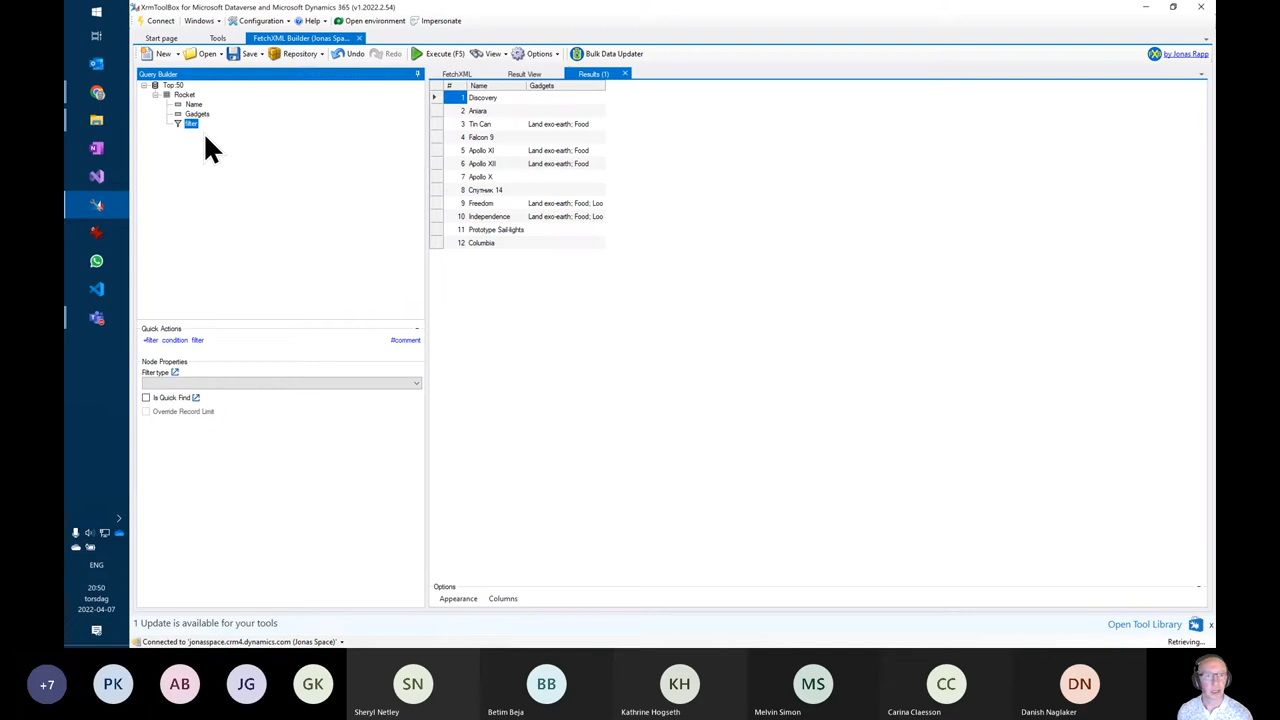 XrmToolBox for Microsoft Dataverse and Microsoft Dynamics 365 (v1.2022.2.54)
Connect Windows Configuration Help Open environment Impersonate
Start page Tools FetchXML Builder (Jonas Spa...
New Open Save Repository Undo Redo Execute (F5) View Options Bulk Data Updater by Jonas Rapp
Query Builder
FetchXML Result View Results (1)
Top:50
Rocket
Name
Gadgets
filter
# Name Gadgets
1 Discovery
2 Aniara
3 Tin Can Land exo-earth; Food
4 Falcon 9
5 Apollo XI Land exo-earth; Food
6 Apollo XII Land exo-earth; Food
7 Apollo X
8 Спутник 14
9 Freedom Land exo-earth; Food; Loo
10 Independence Land exo-earth; Food; Loo
11 Prototype Sail-lights
12 Columbia
Quick Actions
-filter condition filter #comment
Node Properties
Filter type
Is Quick Find
Override Record Limit
Options
Appearance Columns
1 Update is available for your tools
Open Tool Library x
Connected to 'jonasspace.crm4.dynamics.com (Jonas Space)'
Retrieving...
ENG
20:50
torsdag
2022-04-07
+7 PK AB JG GK SN BB KH MS CC DN
Sheryl Netley Betim Beja Kathrine Hogseth Melvin Simon Carina Claesson Danish Naglaker